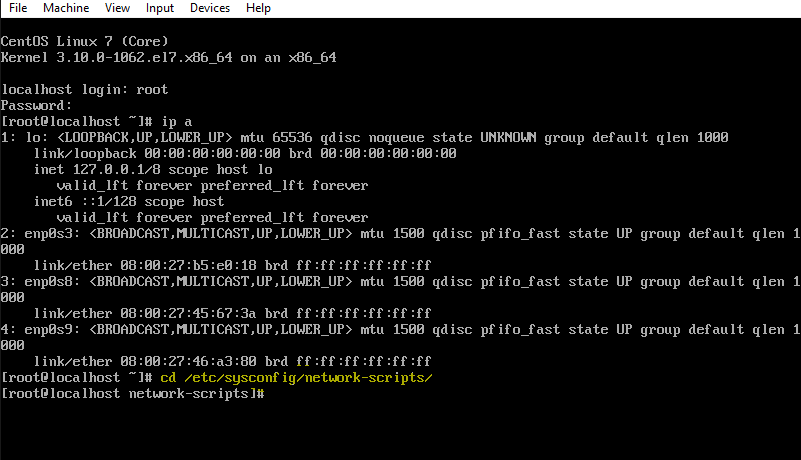 File Machine View Input Devices Help
CentOS Linux 7 (Core)
Kernel 3.10.0-1062.el7.x86_64 on an x86_64
localhost login: root
Password:
[root@localhost ~]# ip a
1: lo: <LOOPBACK,UP,LOWER_UP> mtu 65536 qdisc noqueue state UNKNOWN group default qlen 1000
    link/loopback 00:00:00:00:00:00 brd 00:00:00:00:00:00
    inet 127.0.0.1/8 scope host lo
       valid_lft forever preferred_lft forever
    inet6 ::1/128 scope host
       valid_lft forever preferred_lft forever
2: enp0s3: <BROADCAST,MULTICAST,UP,LOWER_UP> mtu 1500 qdisc pfifo_fast state UP group default qlen 1
000
    link/ether 08:00:27:b5:e0:18 brd ff:ff:ff:ff:ff:ff
3: enp0s8: <BROADCAST,MULTICAST,UP,LOWER_UP> mtu 1500 qdisc pfifo_fast state UP group default qlen 1
000
    link/ether 08:00:27:45:67:3a brd ff:ff:ff:ff:ff:ff
4: enp0s9: <BROADCAST,MULTICAST,UP,LOWER_UP> mtu 1500 qdisc pfifo_fast state UP group default qlen 1
000
    link/ether 08:00:27:46:a3:80 brd ff:ff:ff:ff:ff:ff
[root@localhost ~]# cd /etc/sysconfig/network-scripts/
[root@localhost network-scripts]#